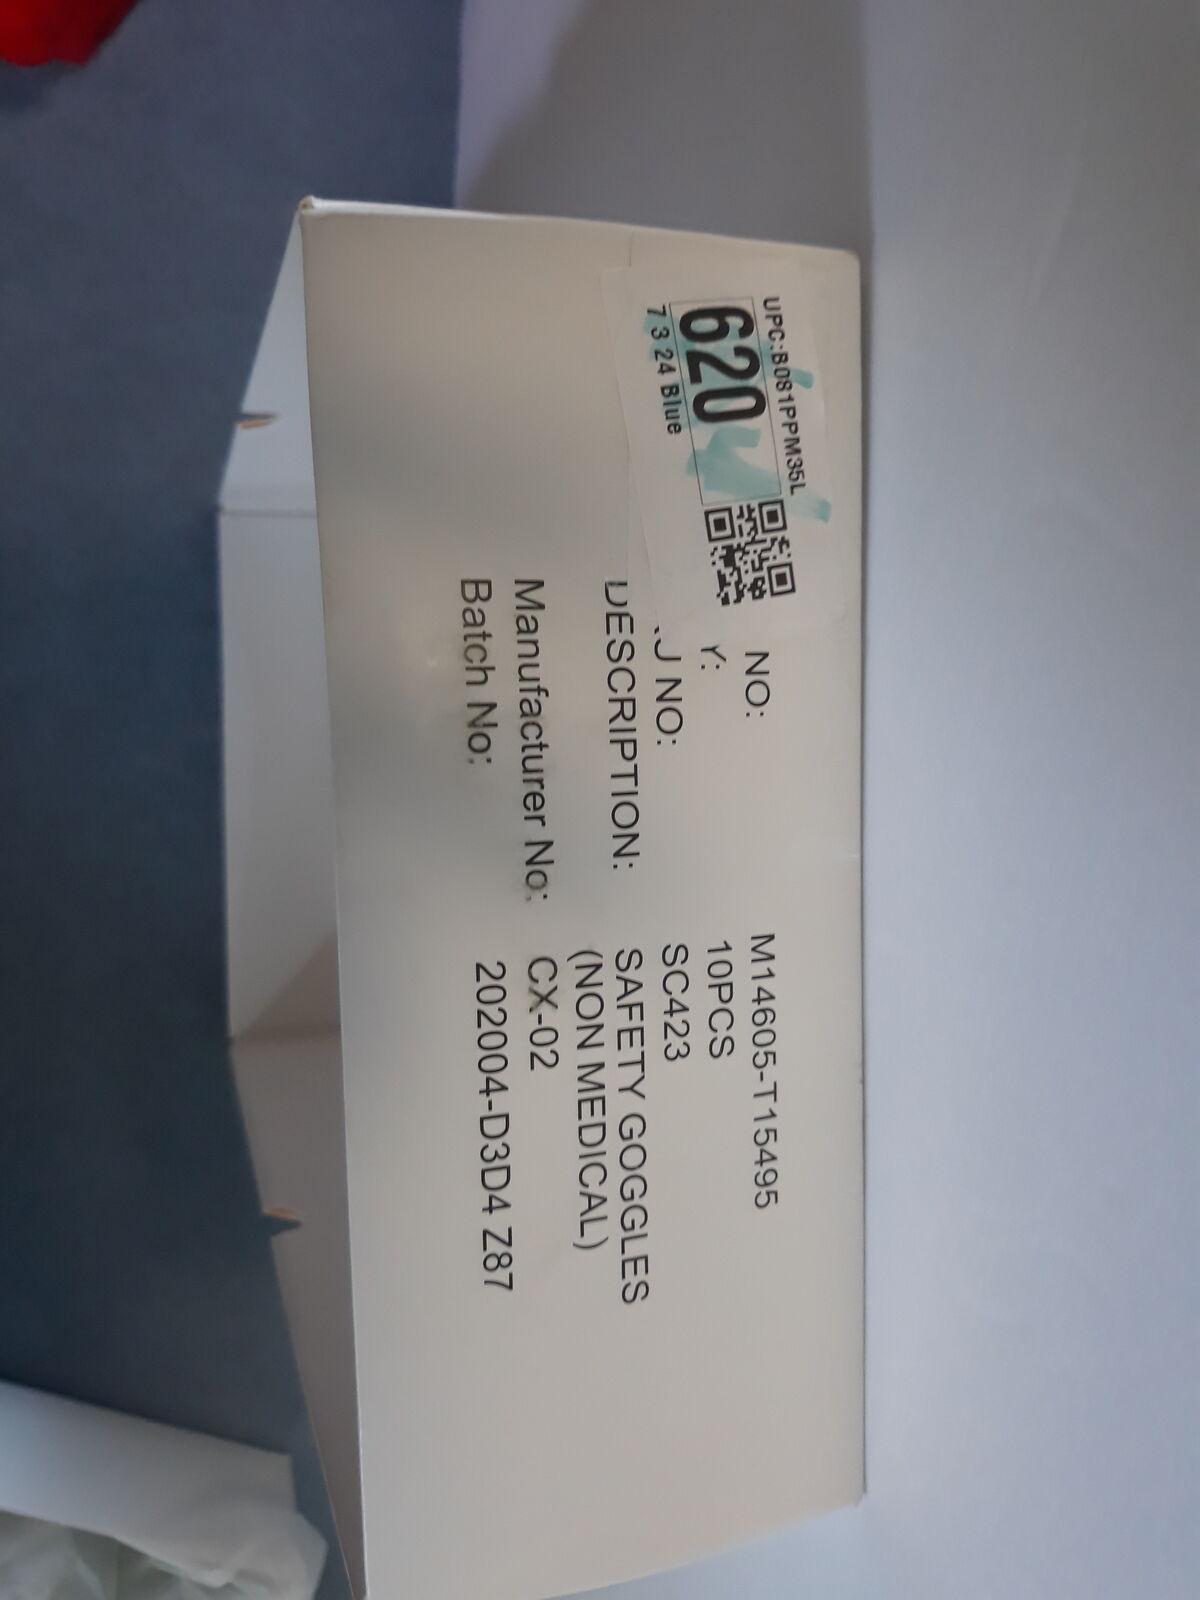 UPC:B081PPM35L
620
7 3 24 Blue
NO: M14605-T15495
Y: 10PCS
NO: SC423
DESCRIPTION: SAFETY GOGGLES
(NON MEDICAL)
Manufacturer No: CX-02
Batch No: 202004-D3D4 Z87